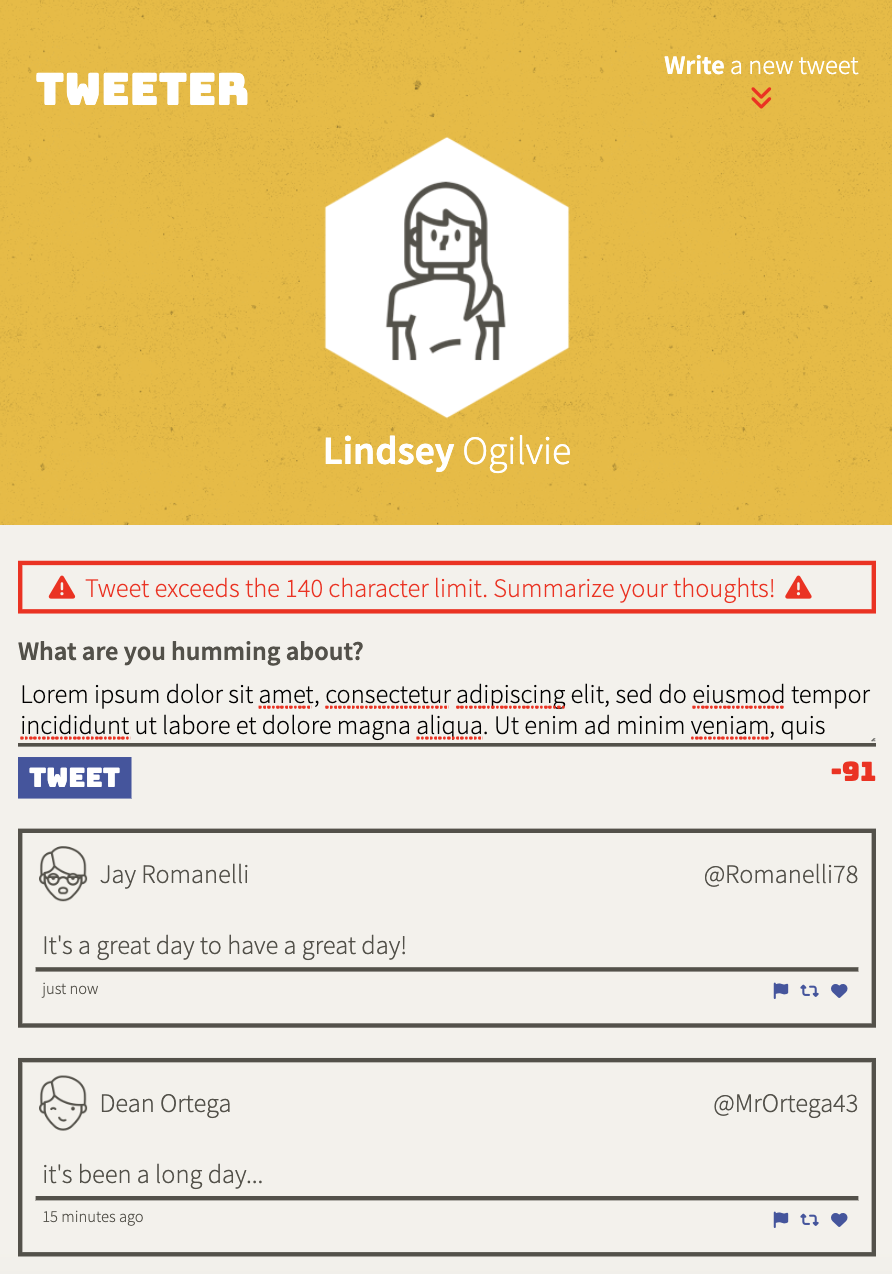 TWEETER
Write a new tweet
Lindsey Ogilvie
Tweet exceeds the 140 character limit. Summarize your thoughts!
What are you humming about?
Lorem ipsum dolor sit amet, consectetur adipiscing elit, sed do eiusmod tempor
incididunt ut labore et dolore magna aliqua. Ut enim ad minim veniam, quis
TWEET
-91
Jay Romanelli
@Romanelli78
It's a great day to have a great day!
just now
Dean Ortega
@MrOrtega43
it's been a long day...
15 minutes ago